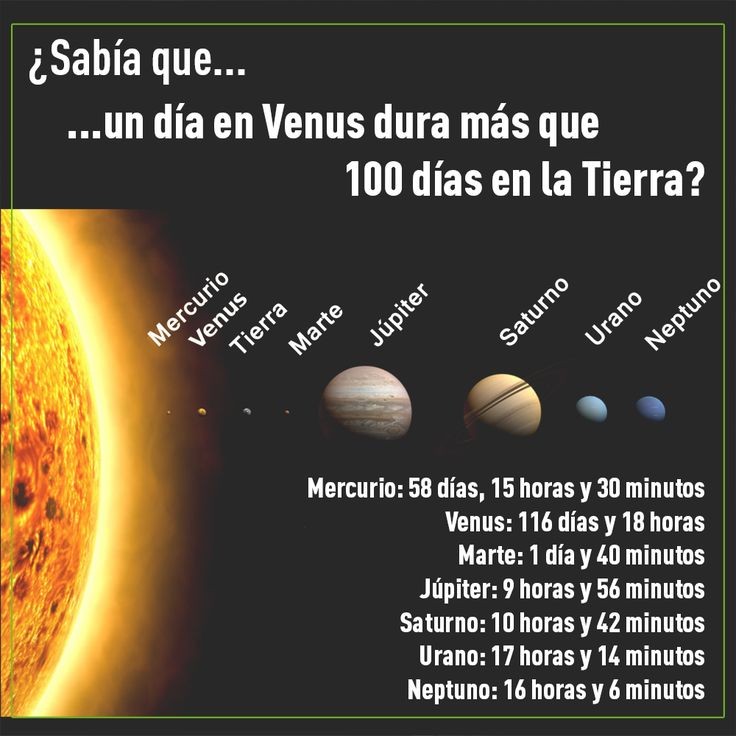 ¿Sabía que...
...un día en Venus dura más que
100 días en la Tierra?
Mercurio
Venus
Tierra
Marte
Júpiter
Saturno
Urano
Neptuno
Mercurio: 58 días, 15 horas y 30 minutos
Venus: 116 días y 18 horas
Marte: 1 día y 40 minutos
Júpiter: 9 horas y 56 minutos
Saturno: 10 horas y 42 minutos
Urano: 17 horas y 14 minutos
Neptuno: 16 horas y 6 minutos